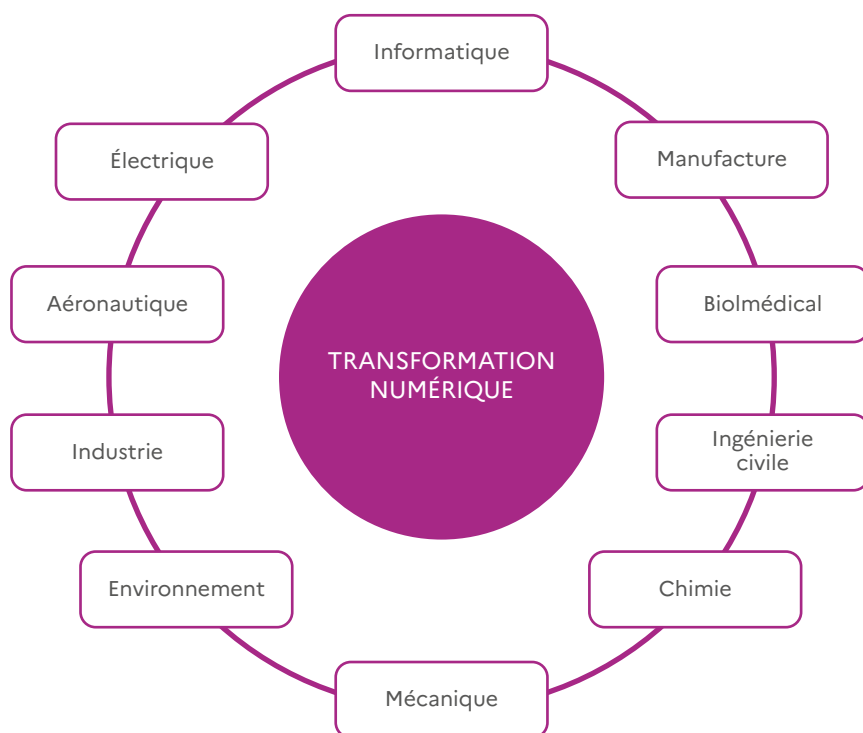 Informatique
Électrique
Manufacture
Aéronautique
Biolmédical
TRANSFORMATION
NUMÉRIQUE
Industrie
Ingénierie
civile
Environnement
Chimie
Mécanique